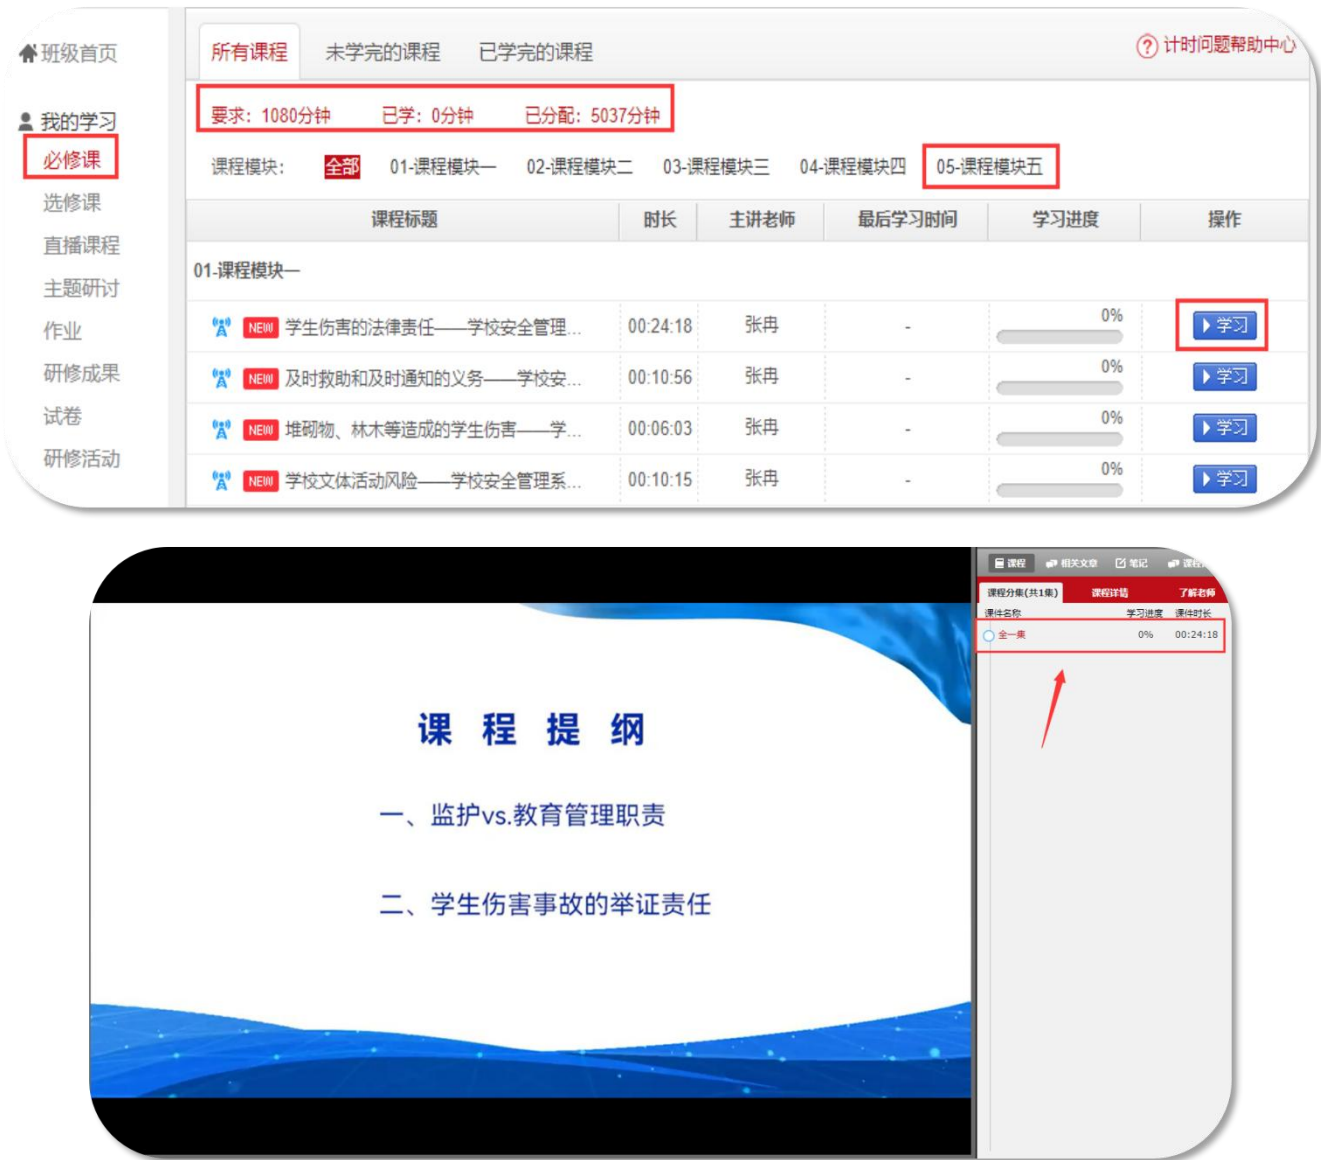 班级首页
我的学习
必修课
选修课
直播课程
主题研讨
作业
研修成果
试卷
研修活动
所有课程 未学完的课程 已学完的课程
? 计时问题帮助中心
要求：1080分钟 已学：0分钟 已分配：5037分钟
课程模块： 全部 01-课程模块一 02-课程模块二 03-课程模块三 04-课程模块四 05-课程模块五
课程标题 时长 主讲老师 最后学习时间 学习进度 操作
01-课程模块一
NEW 学生伤害的法律责任——学校安全管理... 00:24:18 张冉 - 0% 学习
NEW 及时救助和及时通知的义务——学校安... 00:10:56 张冉 - 0% 学习
NEW 堆砌物、林木等造成的学生伤害——学... 00:06:03 张冉 - 0% 学习
NEW 学校文体活动风险——学校安全管理系... 00:10:15 张冉 - 0% 学习
课程提纲
一、监护vs.教育管理职责
二、学生伤害事故的举证责任
课程 相关文章 笔记 课程
课程分集(共1集) 课程详情 了解老师
课件名称 学习进度 课件时长
全一集 0% 00:24:18